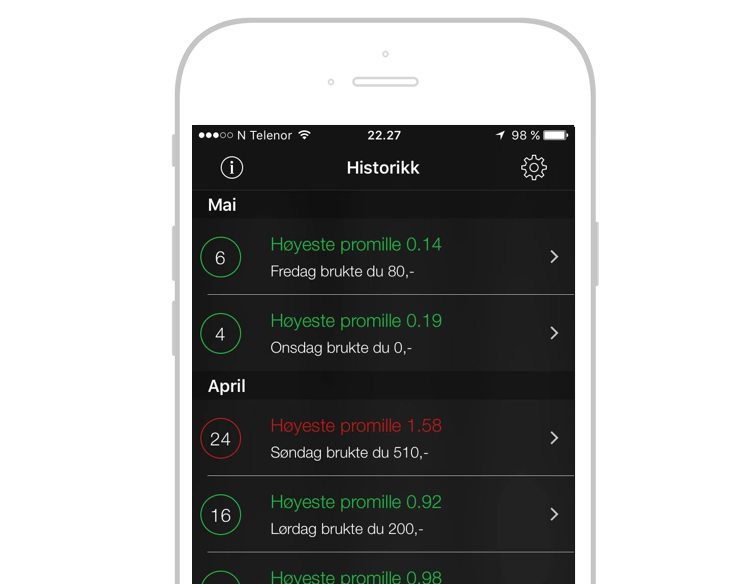 N Telenor 22.27 98 %
i Historikk
Mai
6 Høyeste promille 0.14
Fredag brukte du 80,-
4 Høyeste promille 0.19
Onsdag brukte du 0,-
April
24 Høyeste promille 1.58
Søndag brukte du 510,-
16 Høyeste promille 0.92
Lørdag brukte du 200,-
Høyeste promille 0.98